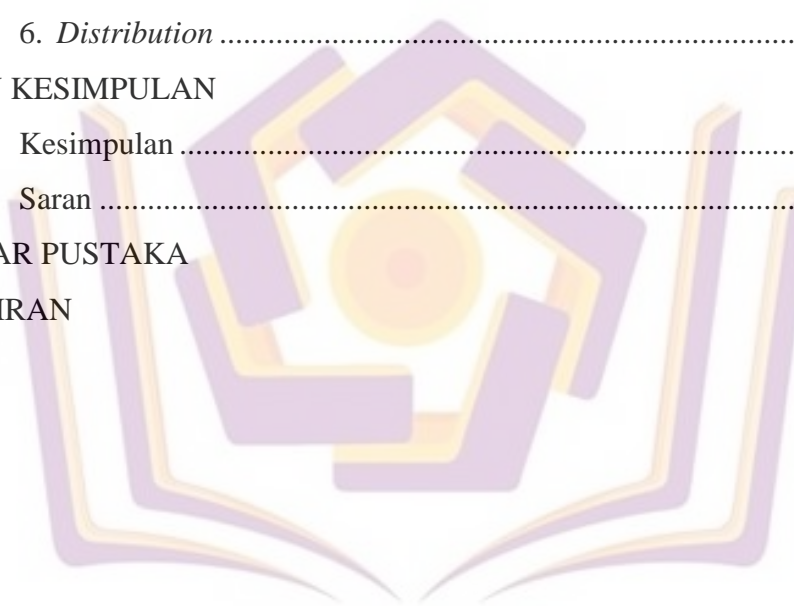 6. Distribution ........................................................................
KESIMPULAN
Kesimpulan .............................................................................
Saran .......................................................................................
AR PUSTAKA
IRAN